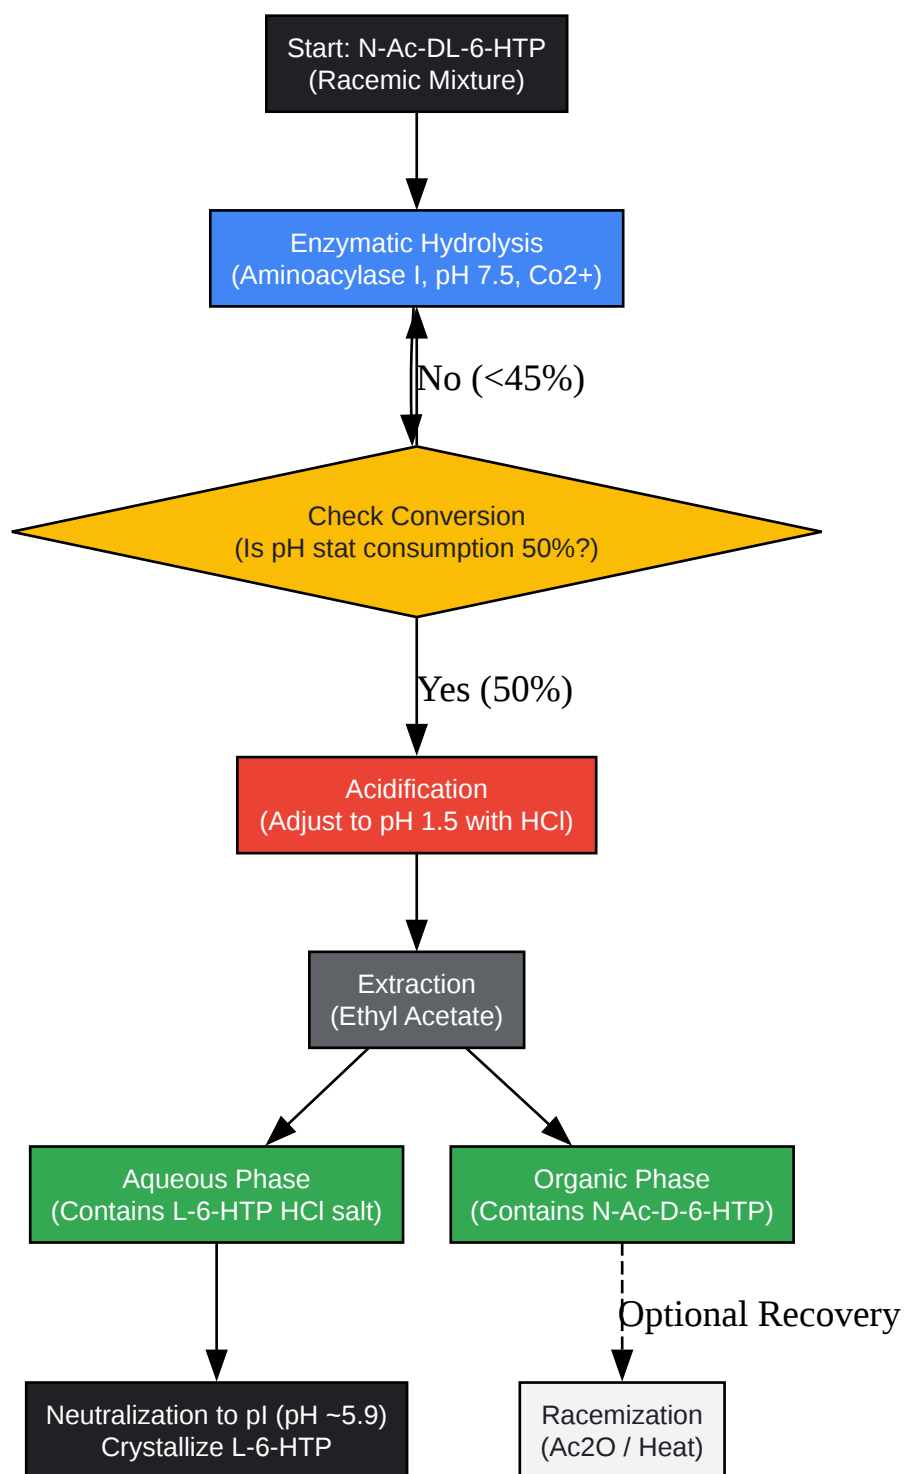 Start: N-Ac-DL-6-HTP
(Racemic Mixture)
Enzymatic Hydrolysis
(Aminoacylase I, pH 7.5, Co2+)
No (<45%)
Check Conversion
(Is pH stat consumption 50%?)
Yes (50%)
Acidification
(Adjust to pH 1.5 with HCl)
Extraction
(Ethyl Acetate)
Aqueous Phase
(Contains L-6-HTP HCl salt)
Organic Phase
(Contains N-Ac-D-6-HTP)
Optional Recovery
Neutralization to pI (pH ~5.9)
Crystallize L-6-HTP
Racemization
(Ac2O / Heat)